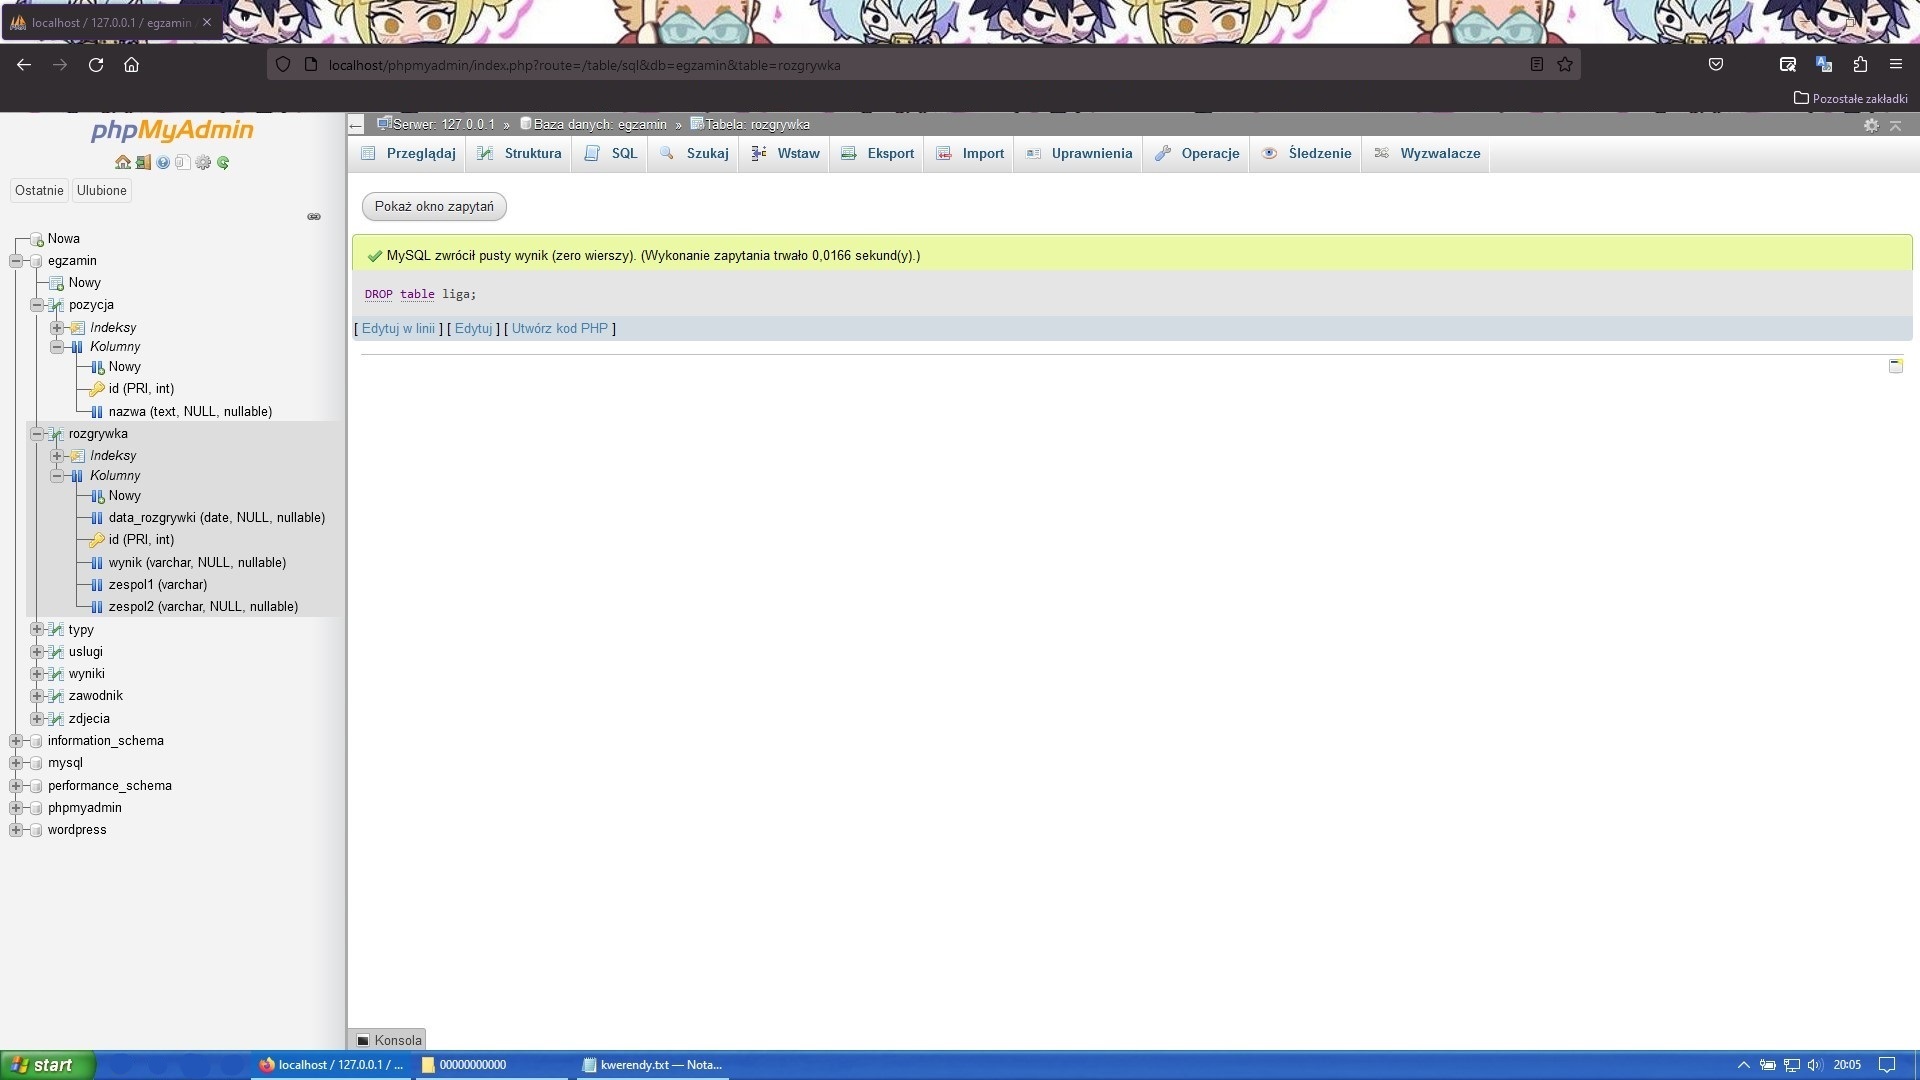 localhost / 127.0.0.1 / egzamin
localhost/phpmyadmin/index.php?route=/table/sql&db=egzamin&table=rozgrywka
Pozostałe zakładki
phpMyAdmin
Serwer: 127.0.0.1 » Baza danych: egzamin » Tabela: rozgrywka
Przeglądaj Struktura SQL Szukaj Wstaw Eksport Import Uprawnienia Operacje Śledzenie Wyzwalacze
Ostatnie Ulubione
Pokaż okno zapytań
Nowa
egzamin
Nowy
pozycja
Indeksy
Kolumny
Nowy
id (PRI, int)
nazwa (text, NULL, nullable)
rozgrywka
Indeksy
Kolumny
Nowy
data_rozgrywki (date, NULL, nullable)
id (PRI, int)
wynik (varchar, NULL, nullable)
zespol1 (varchar)
zespol2 (varchar, NULL, nullable)
typy
uslugi
wyniki
zawodnik
zdjecia
information_schema
mysql
performance_schema
phpmyadmin
wordpress
MySQL zwrócił pusty wynik (zero wierszy). (Wykonanie zapytania trwało 0,0166 sekund(y).)
DROP table liga;
[ Edytuj w linii ] [ Edytuj ] [ Utwórz kod PHP ]
Konsola
start
localhost / 127.0.0.1 / ...
00000000000
kwerendy.txt — Nota...
20:05